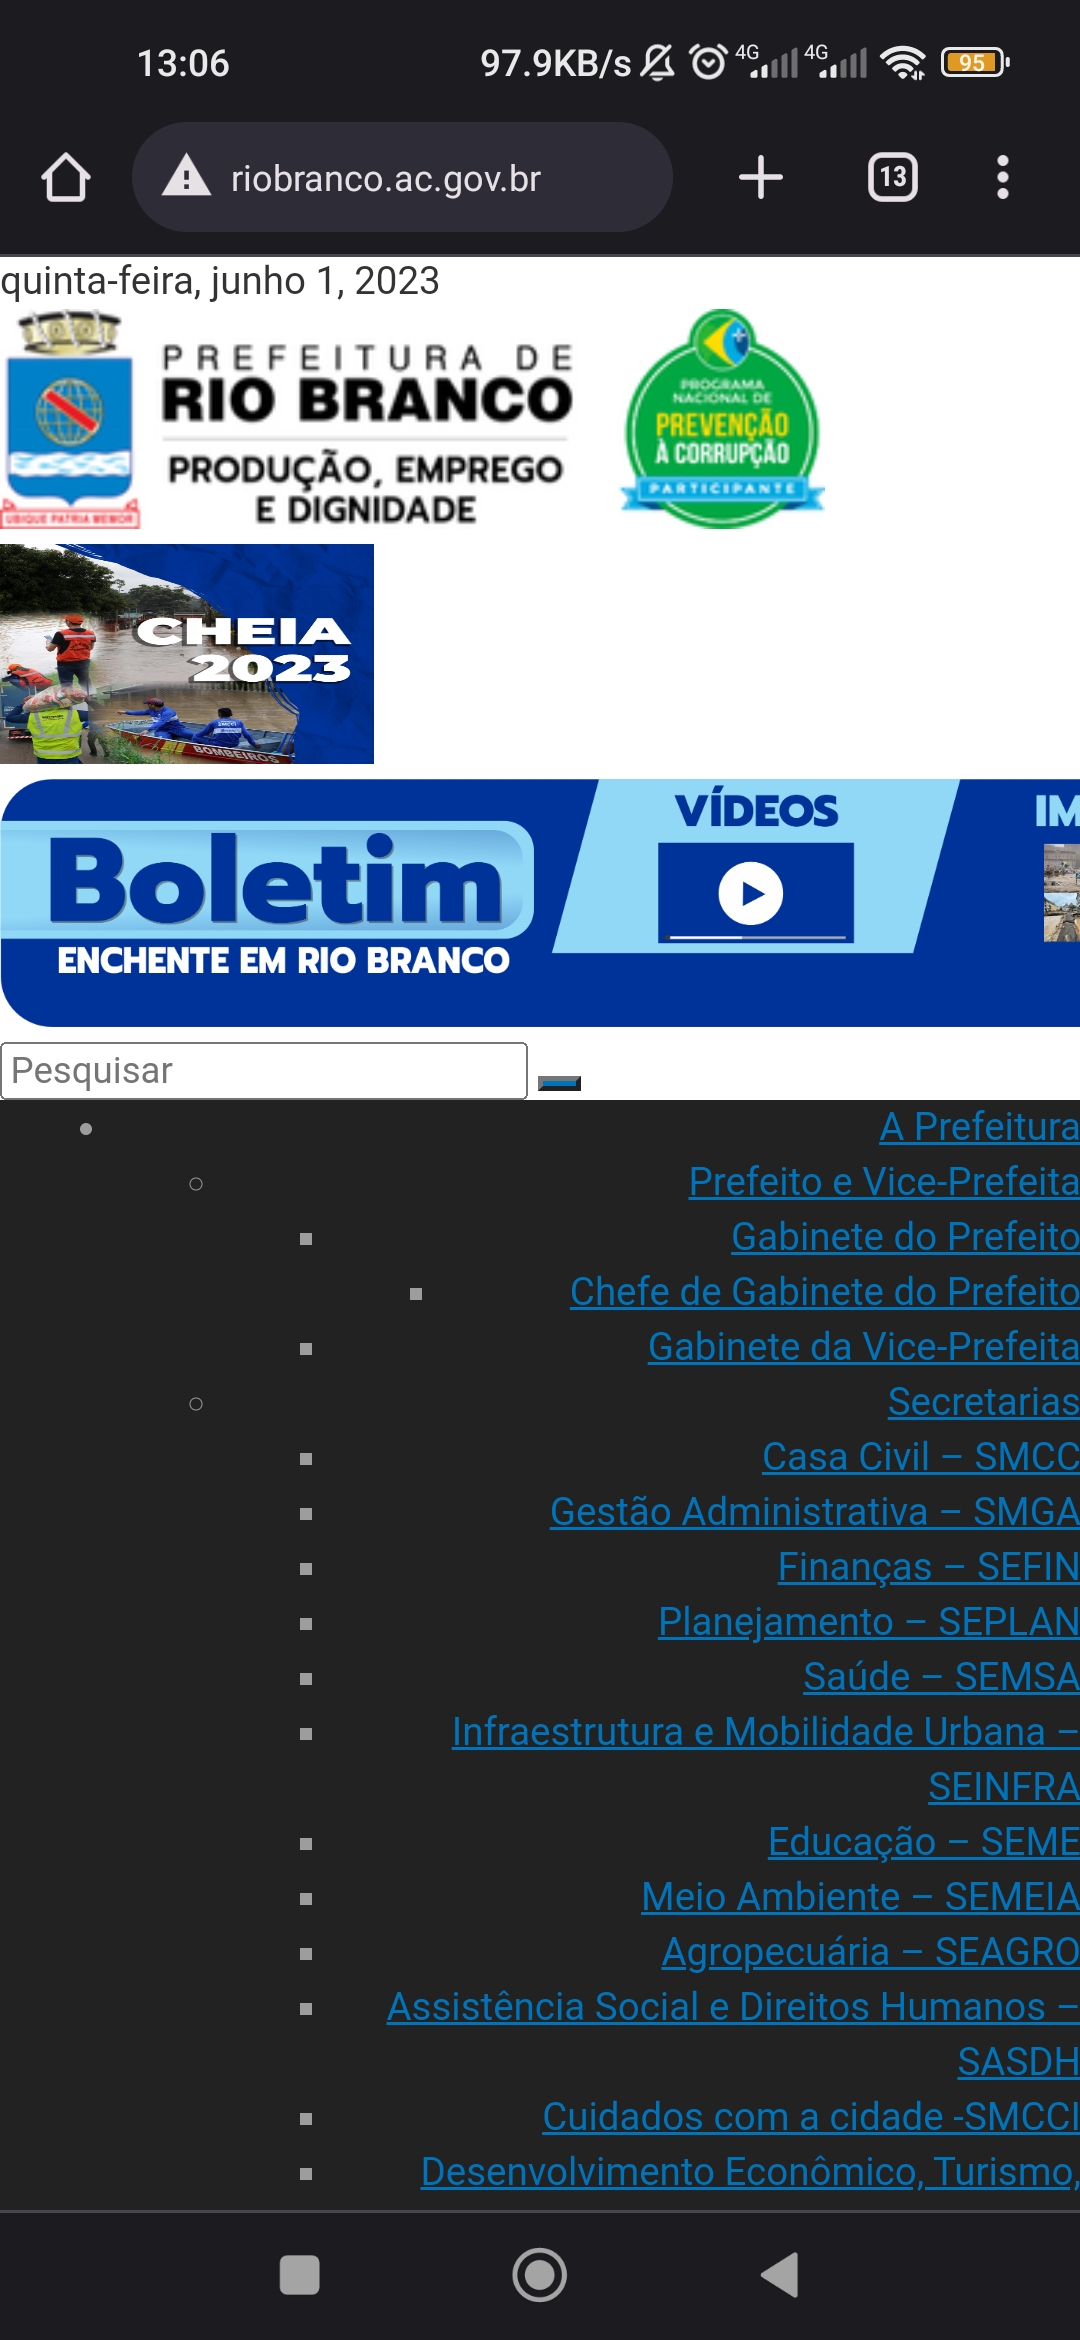 13:06
97.9KB/s
4G
4G
95
riobranco.ac.gov.br
13
quinta-feira, junho 1, 2023
PREFEITURA DE
RIO BRANCO
PRODUÇÃO, EMPREGO
E DIGNIDADE
UBIQUE PATRIA MEMOR
PROGRAMA
NACIONAL DE
PREVENÇÃO
À CORRUPÇÃO
PARTICIPANTE
CHEIA
2023
BOMBEIROS
Boletim
ENCHENTE EM RIO BRANCO
VÍDEOS
IM
Pesquisar
A Prefeitura
Prefeito e Vice-Prefeita
Gabinete do Prefeito
Chefe de Gabinete do Prefeito
Gabinete da Vice-Prefeita
Secretarias
Casa Civil – SMCC
Gestão Administrativa – SMGA
Finanças – SEFIN
Planejamento – SEPLAN
Saúde – SEMSA
Infraestrutura e Mobilidade Urbana –
SEINFRA
Educação – SEME
Meio Ambiente – SEMEIA
Agropecuária – SEAGRO
Assistência Social e Direitos Humanos –
SASDH
Cuidados com a cidade -SMCCI
Desenvolvimento Econômico, Turismo,